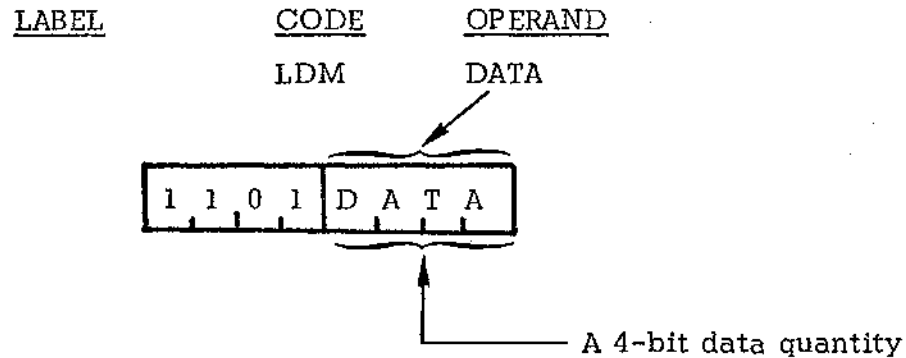 LABEL CODE OPERAND
LDM DATA
1 1 0 1 D A T A
A 4-bit data quantity